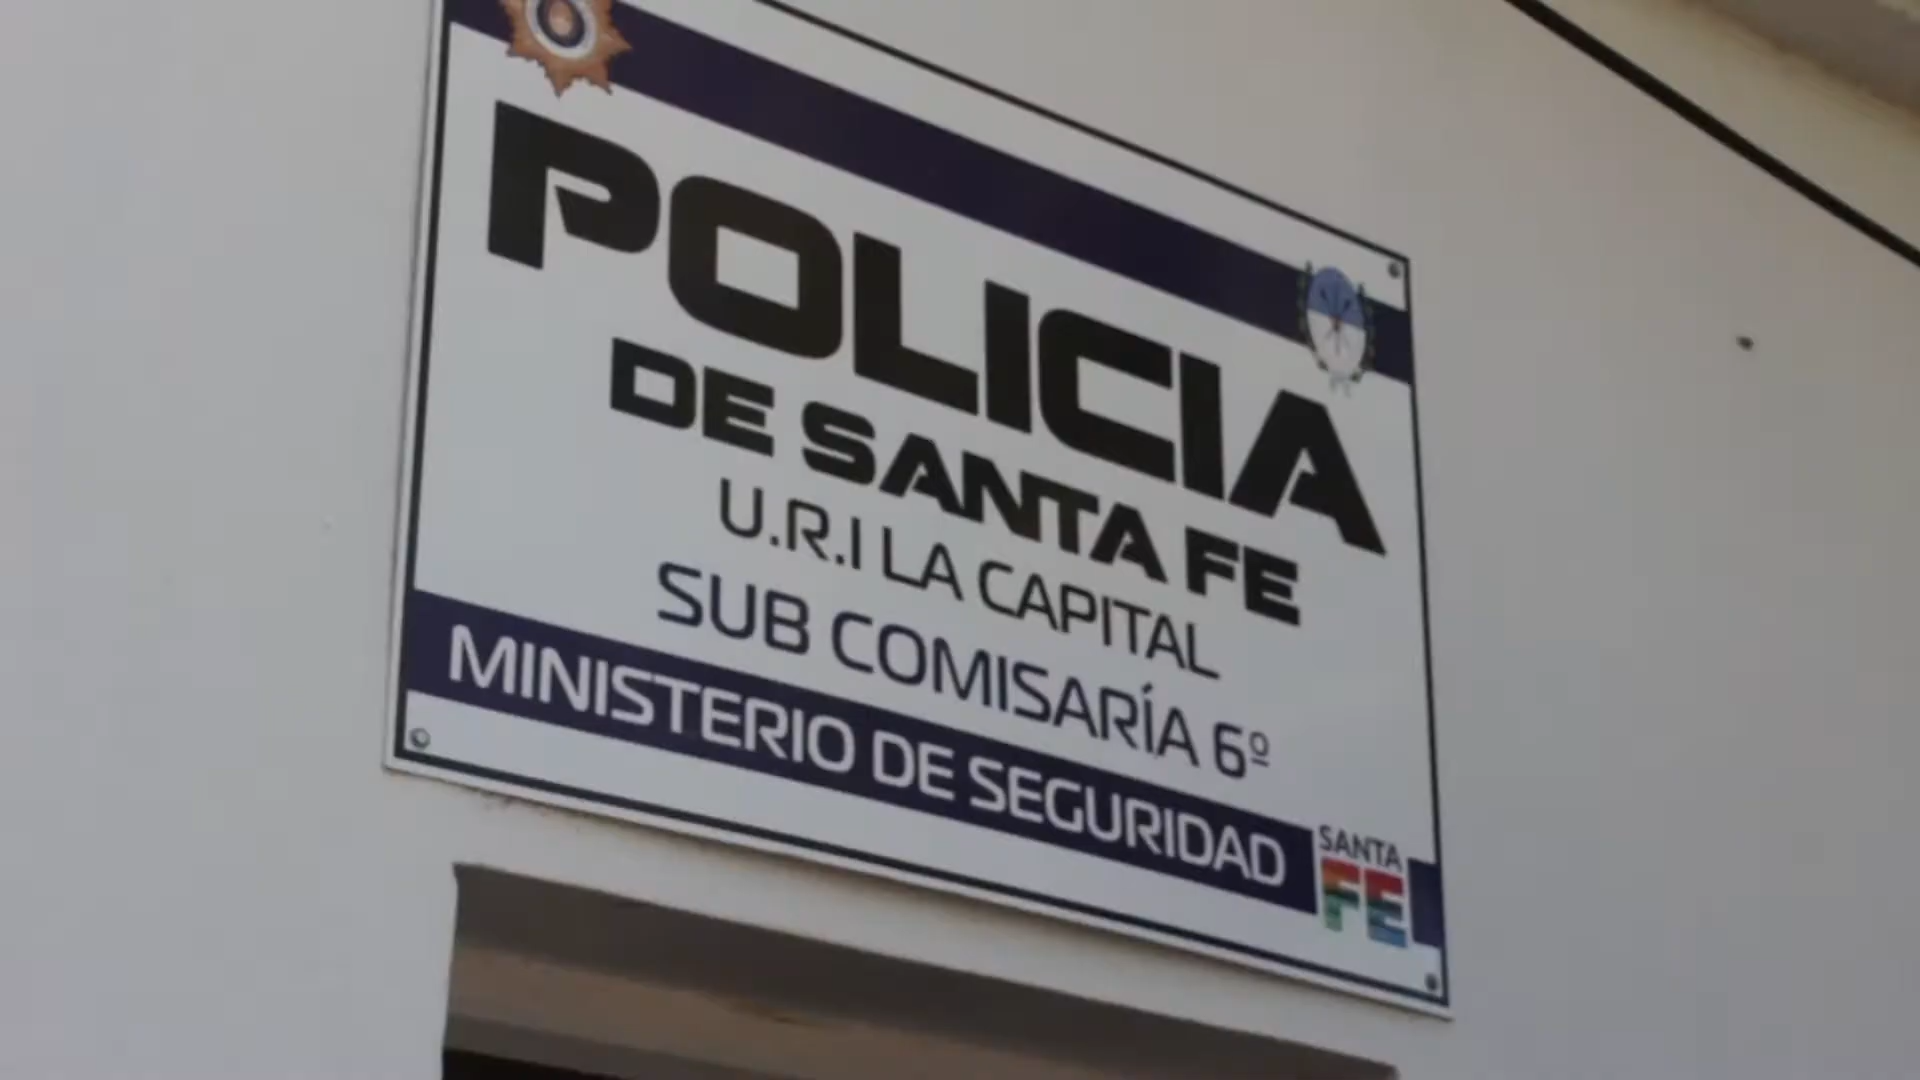 POLICIA
DE SANTA FE
U.R.I LA CAPITAL
SUB COMISARÍA 6º
MINISTERIO DE SEGURIDAD
SANTA
FE